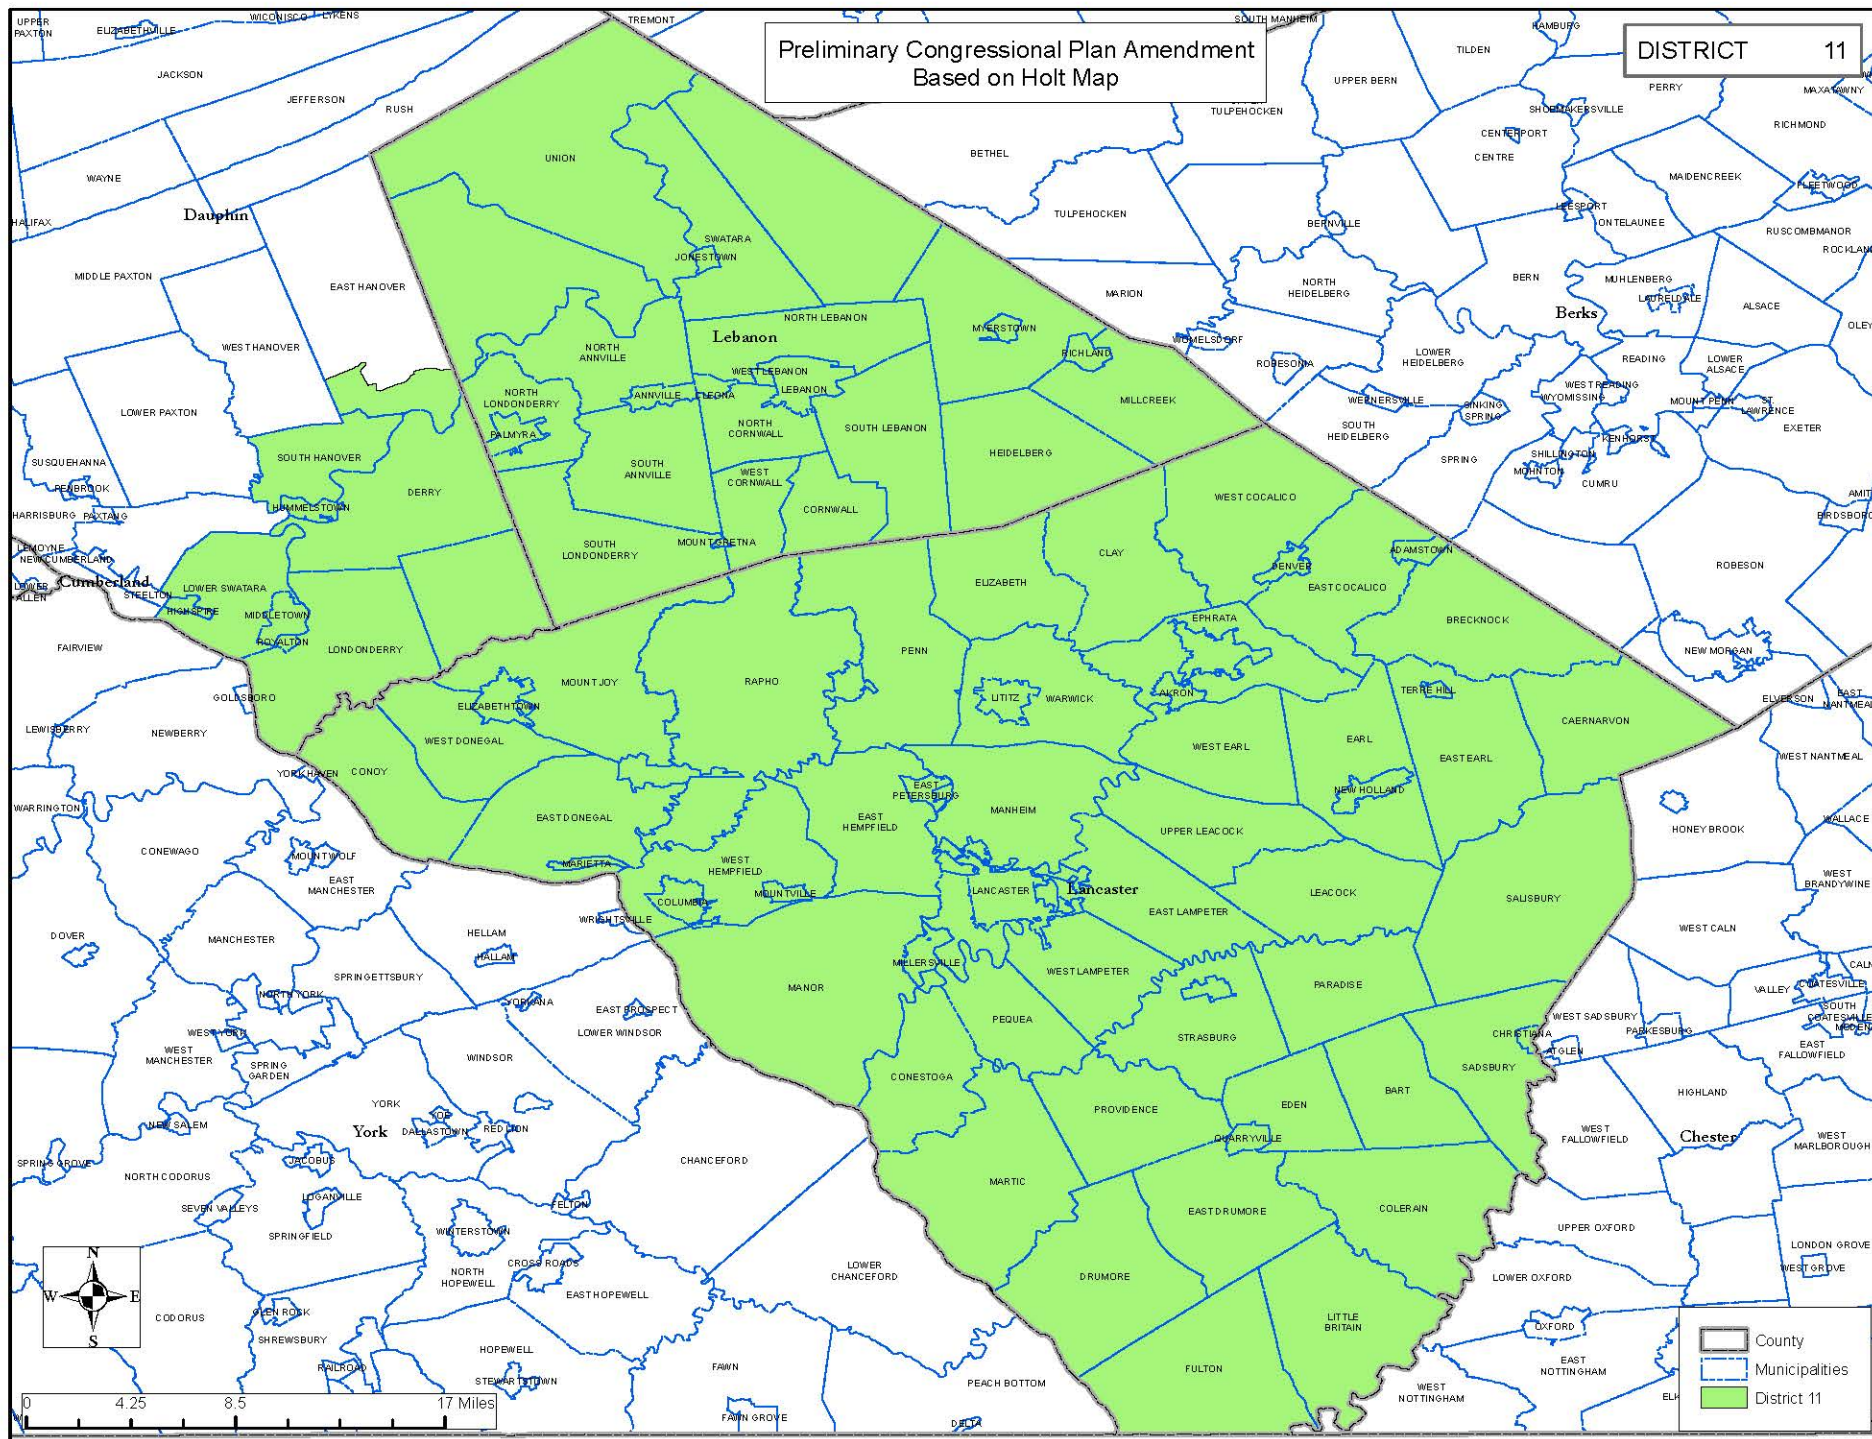 UPPER
PAXTON
ELIZABETHVILLE
WICONISCO
LYKENS
TREMONT
SOUTH MANHEIM
HAMBURG
Preliminary Congressional Plan Amendment
Based on Holt Map
DISTRICT 11
JACKSON
JEFFERSON
RUSH
TILDEN
UPPER BERN
PERRY
MAXATAWNY
TULPEHOCKEN
SHOEMAKERSVILLE
RICHMOND
CENTERPORT
CENTRE
UNION
BETHEL
WAYNE
MAIDENCREEK
FLEETWOOD
HALIFAX
Dauphin
TULPEHOCKEN
BERNVILLE
LEESPORT
ONTELAUNEE
RUSCOMBMANOR
SWATARA
JONESTOWN
MIDDLE PAXTON
EAST HANOVER
MARION
NORTH
HEIDELBERG
BERN
MUHLENBERG
LAURELDALE
ALSACE
Berks
OLEY
NORTH LEBANON
MYERSTOWN
Lebanon
WEST HANOVER
NORTH
ANNVILLE
RICHLAND
WOMELSDORF
ROBESONIA
LOWER
HEIDELBERG
READING
LOWER
ALSACE
WEST LEBANON
LEBANON
ANNVILLE
CLEONA
NORTH
LONDONDERRY
MILLCREEK
WERNERSVILLE
SINKING
SPRING
WEST READING
WYOMISSING
MOUNT PENN
ST.
LAWRENCE
EXETER
LOWER PAXTON
PALMYRA
NORTH
CORNWALL
SOUTH LEBANON
SOUTH
HEIDELBERG
KENHORST
SHILLINGTON
MOHNTON
CUMRU
SPRING
HEIDELBERG
SUSQUEHANNA
PENBROOK
SOUTH HANOVER
DERRY
SOUTH
ANNVILLE
WEST
CORNWALL
CORNWALL
WEST COCALICO
HARRISBURG
PAXTANG
HUMMELSTOWN
AMITY
BIRDSBORO
LEMOYNE
NEW CUMBERLAND
Cumberland
LOWER
ALLEN
STEELTON
LOWER SWATARA
HIGHSPIRE
MIDDLETOWN
ROYALTON
LONDONDERRY
SOUTH
LONDONDERRY
MOUNT GRETNA
CLAY
ELIZABETH
DENVER
ADAMSTOWN
EAST COCALICO
ROBESON
BRECKNOCK
EPHRATA
FAIRVIEW
PENN
NEW MORGAN
GOLDSBORO
MOUNT JOY
RAPHO
LITITZ
WARWICK
AKRON
TERRE HILL
ELVERSON
EAST
NANTMEAL
ELIZABETHTOWN
CAERNARVON
LEWISBERRY
NEWBERRY
WEST DONEGAL
WEST EARL
EARL
EAST EARL
WEST NANTMEAL
YORK HAVEN
CONOY
NEW HOLLAND
EAST
PETERSBURG
WARRINGTON
EAST DONEGAL
EAST
HEMPFIELD
MANHEIM
UPPER LEACOCK
HONEY BROOK
WALLACE
CONEWAGO
MOUNT WOLF
EAST
MANCHESTER
MARIETTA
WEST
HEMPFIELD
MOUNTVILLE
COLUMBIA
LANCASTER
Lancaster
LEACOCK
SALISBURY
WEST
BRANDYWINE
WRIGHTSVILLE
EAST LAMPETER
WEST CALN
DOVER
MANCHESTER
HELLAM
HALLAM
MILLERSVILLE
WEST LAMPETER
CALN
SPRINGETTSBURY
MANOR
PARADISE
VALLEY
COATESVILLE
SOUTH
COATESVILLE
MODENA
NORTH YORK
YORKANA
EAST PROSPECT
LOWER WINDSOR
WEST YORK
WEST
MANCHESTER
PEQUEA
STRASBURG
CHRISTIANA
WEST SADSBURY
PARKESBURG
ATGLEN
EAST
FALLOWFIELD
SPRING
GARDEN
WINDSOR
CONESTOGA
SADSBURY
YORK
YOE
DALLASTOWN
RED LION
PROVIDENCE
EDEN
BART
HIGHLAND
NEW SALEM
York
QUARRYVILLE
WEST
FALLOWFIELD
Chester
WEST
MARLBOROUGH
SPRING GROVE
NORTH CODORUS
JACOBUS
CHANCEFORD
LOGANVILLE
SEVEN VALLEYS
FELTON
MARTIC
EAST DRUMORE
COLERAIN
SPRINGFIELD
WINTERSTOWN
UPPER OXFORD
N
W E
S
NORTH
HOPEWELL
CROSS ROADS
LOWER
CHANCEFORD
DRUMORE
LONDON GROVE
WEST GROVE
LOWER OXFORD
EAST HOPEWELL
CODORUS
GLEN ROCK
SHREWSBURY
LITTLE
BRITAIN
OXFORD
HOPEWELL
RAILROAD
STEWARTSTOWN
FAWN
PEACH BOTTOM
FULTON
EAST
NOTTINGHAM
WEST
NOTTINGHAM
ELK
FAWN GROVE
DELTA
County
Municipalities
District 11
0 4.25 8.5 17 Miles